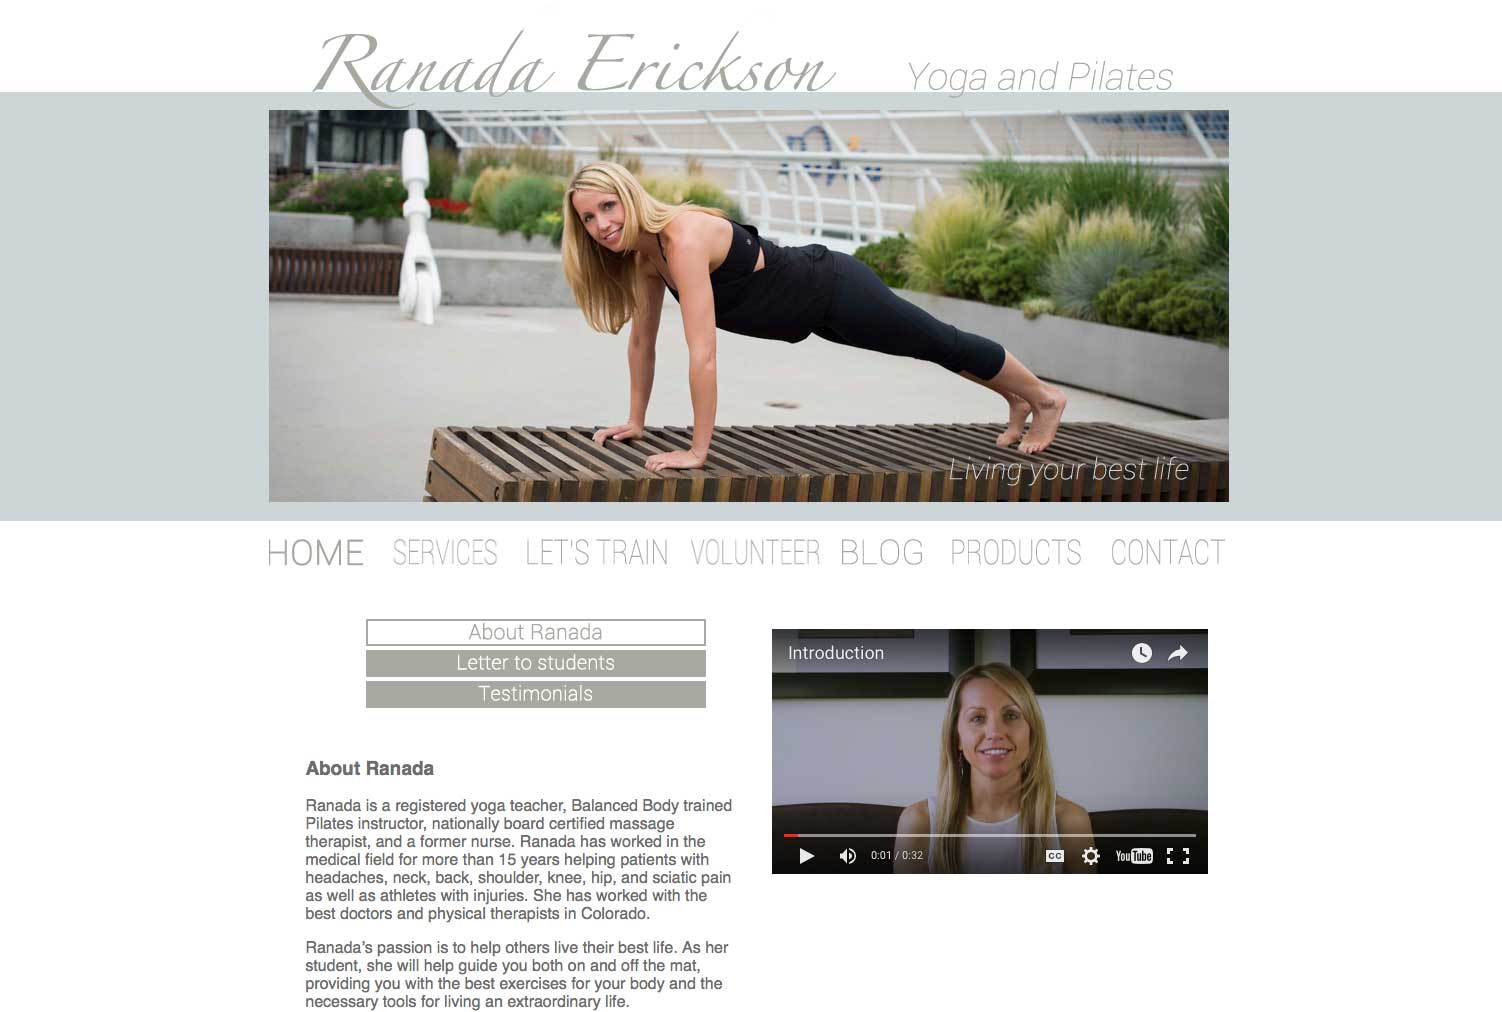 Ranada Erickson Yoga and Pilates
Living your best life
HOME SERVICES LET'S TRAIN VOLUNTEER BLOG PRODUCTS CONTACT
About Ranada
Letter to students
Testimonials
Introduction
0:01 / 0:32
CC
YouTube
About Ranada
Ranada is a registered yoga teacher, Balanced Body trained
Pilates instructor, nationally board certified massage
therapist, and a former nurse. Ranada has worked in the
medical field for more than 15 years helping patients with
headaches, neck, back, shoulder, knee, hip, and sciatic pain
as well as athletes with injuries. She has worked with the
best doctors and physical therapists in Colorado.
Ranada’s passion is to help others live their best life. As her
student, she will help guide you both on and off the mat,
providing you with the best exercises for your body and the
necessary tools for living an extraordinary life.